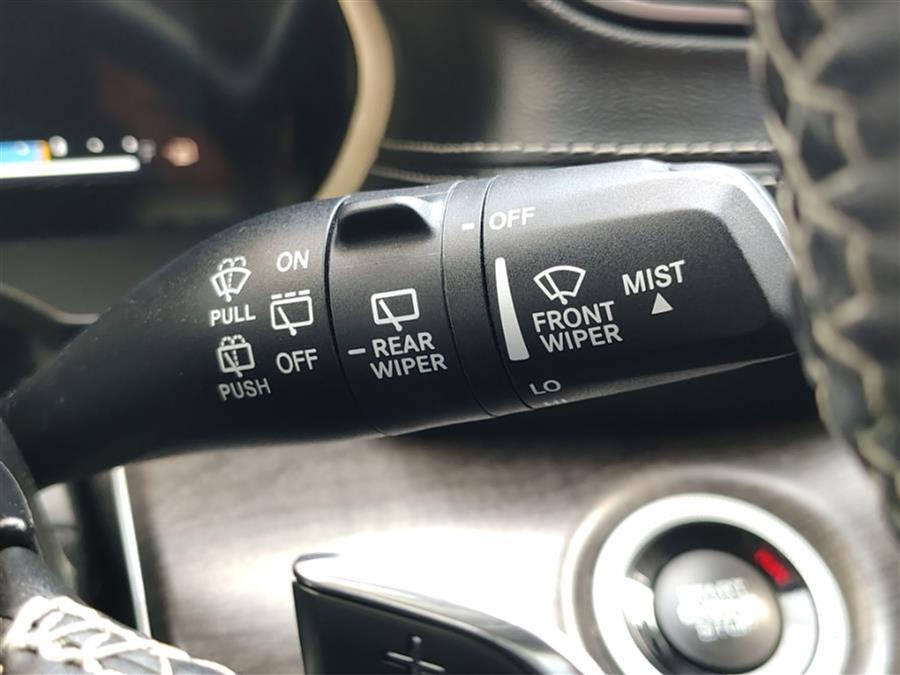 ON
PULL
OFF
PUSH
REAR
WIPER
- OFF
FRONT
WIPER
MIST
LO